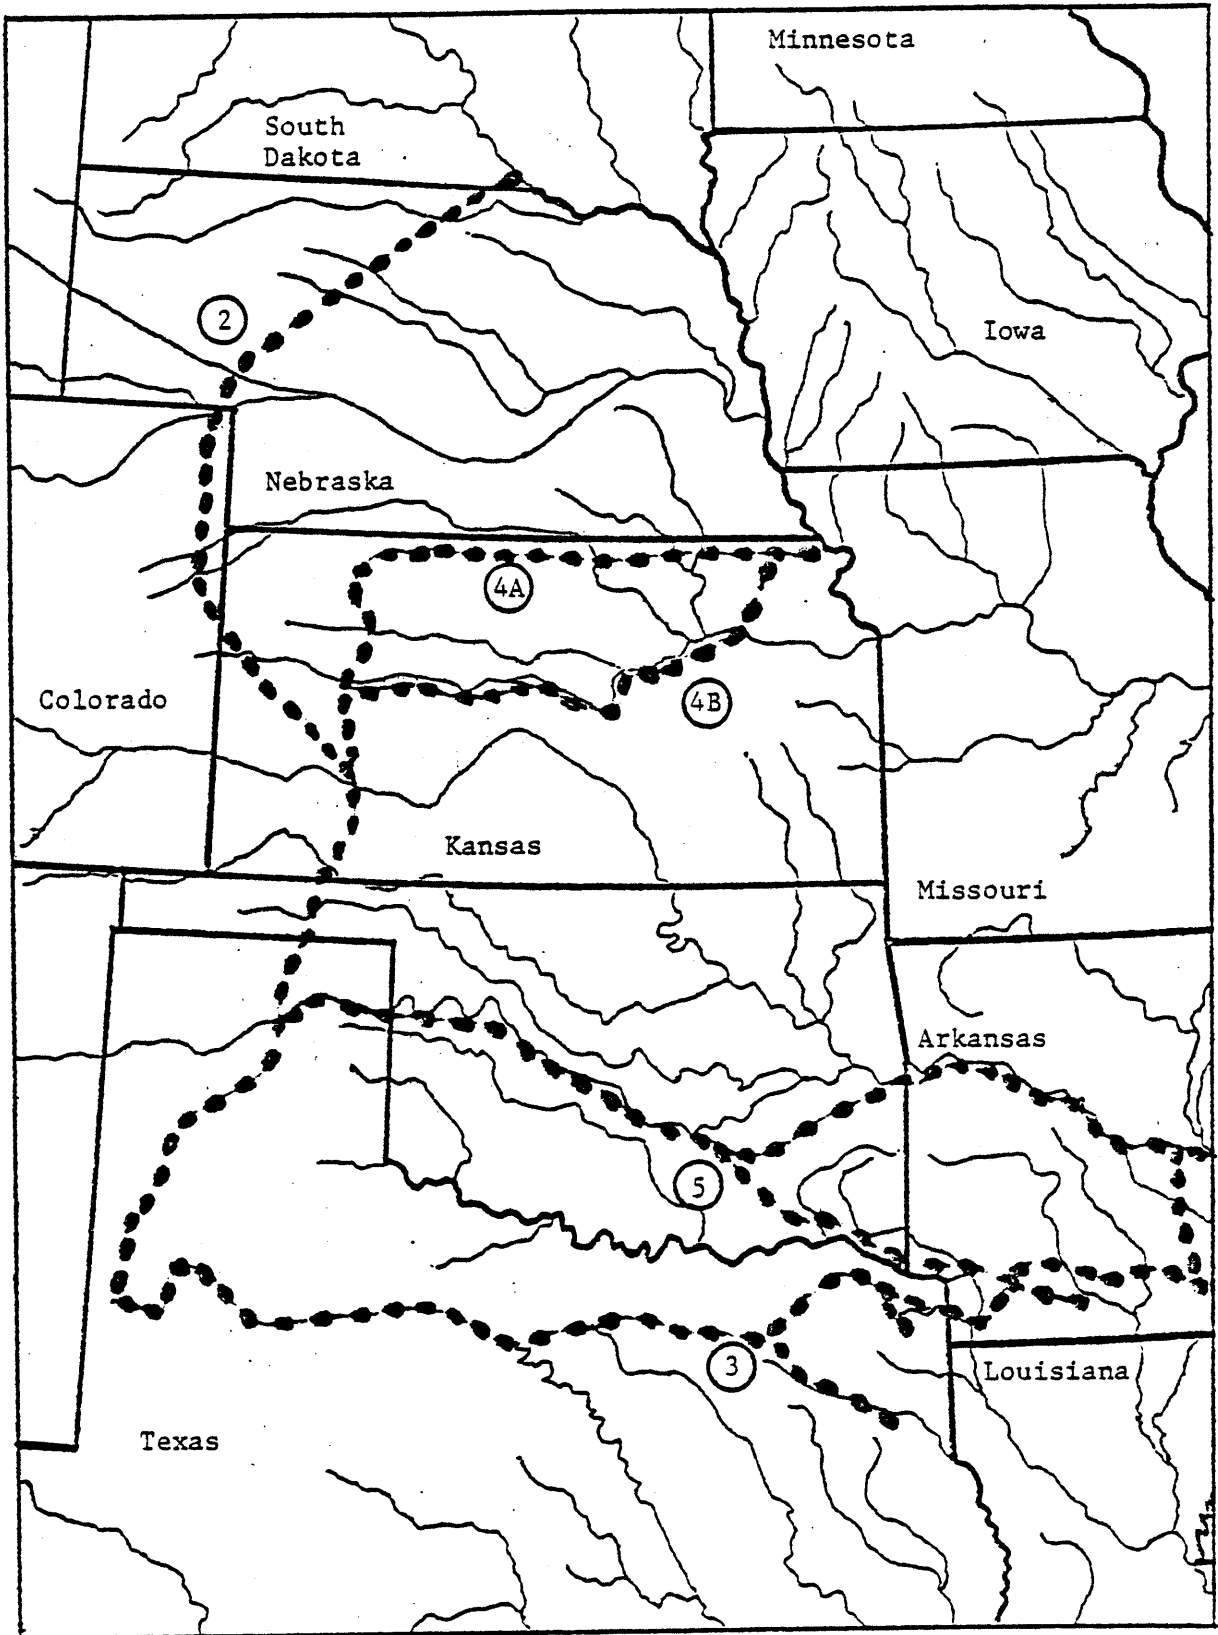 Minnesota
South
Dakota
2
Iowa
Nebraska
4A
Colorado
4B
Kansas
Missouri
Arkansas
5
3
Louisiana
Texas